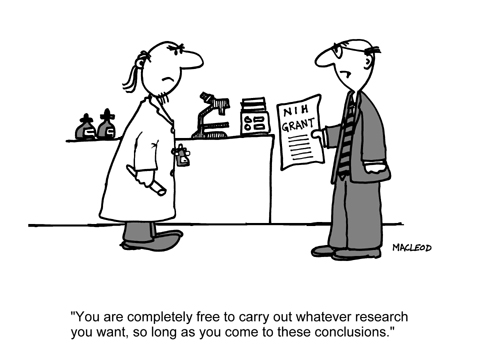 NIH
GRANT
MACLEOD
"You are completely free to carry out whatever research
you want, so long as you come to these conclusions."